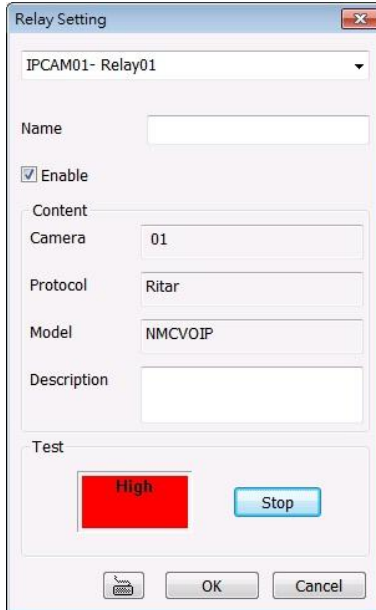 Relay Setting
IPCAM01- Relay01
Name
Enable
Content
Camera 01
Protocol Ritar
Model NMCVOIP
Description
Test
High
Stop
OK Cancel